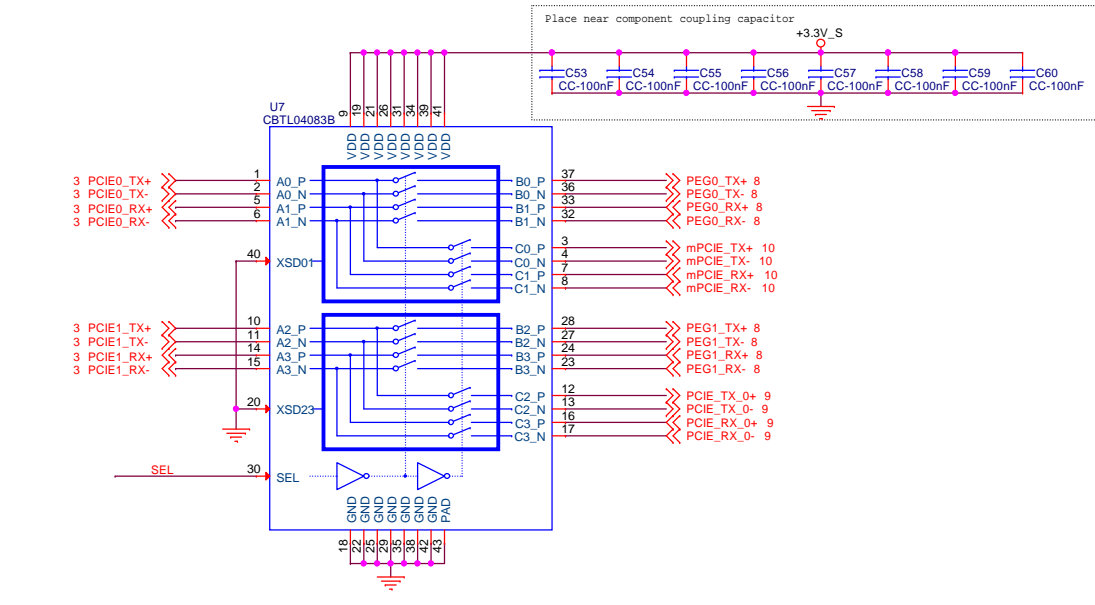 Place near component coupling capacitor
+3.3V_S
C53 C54 C55 C56 C57 C58 C59 C60
CC-100nF CC-100nF CC-100nF CC-100nF CC-100nF CC-100nF CC-100nF CC-100nF
U7
CBTL04083B
9 19 21 26 31 34 39 41
VDD VDD VDD VDD VDD VDD VDD VDD
3 PCIE0_TX+ 1 A0_P B0_P 37 PEG0_TX+ 8
3 PCIE0_TX- 2 A0_N B0_N 36 PEG0_TX- 8
3 PCIE0_RX+ 5 A1_P B1_P 33 PEG0_RX+ 8
3 PCIE0_RX- 6 A1_N B1_N 32 PEG0_RX- 8
C0_P 3 mPCIE_TX+ 10
40 XSD01 C0_N 4 mPCIE_TX- 10
C1_P 7 mPCIE_RX+ 10
C1_N 8 mPCIE_RX- 10
3 PCIE1_TX+ 10 A2_P B2_P 28 PEG1_TX+ 8
3 PCIE1_TX- 11 A2_N B2_N 27 PEG1_TX- 8
3 PCIE1_RX+ 14 A3_P B3_P 24 PEG1_RX+ 8
3 PCIE1_RX- 15 A3_N B3_N 23 PEG1_RX- 8
C2_P 12 PCIE_TX_0+ 9
20 XSD23 C2_N 13 PCIE_TX_0- 9
C3_P 16 PCIE_RX_0+ 9
C3_N 17 PCIE_RX_0- 9
SEL 30 SEL
GND GND GND GND GND GND GND PAD
18 22 25 29 35 38 42 43